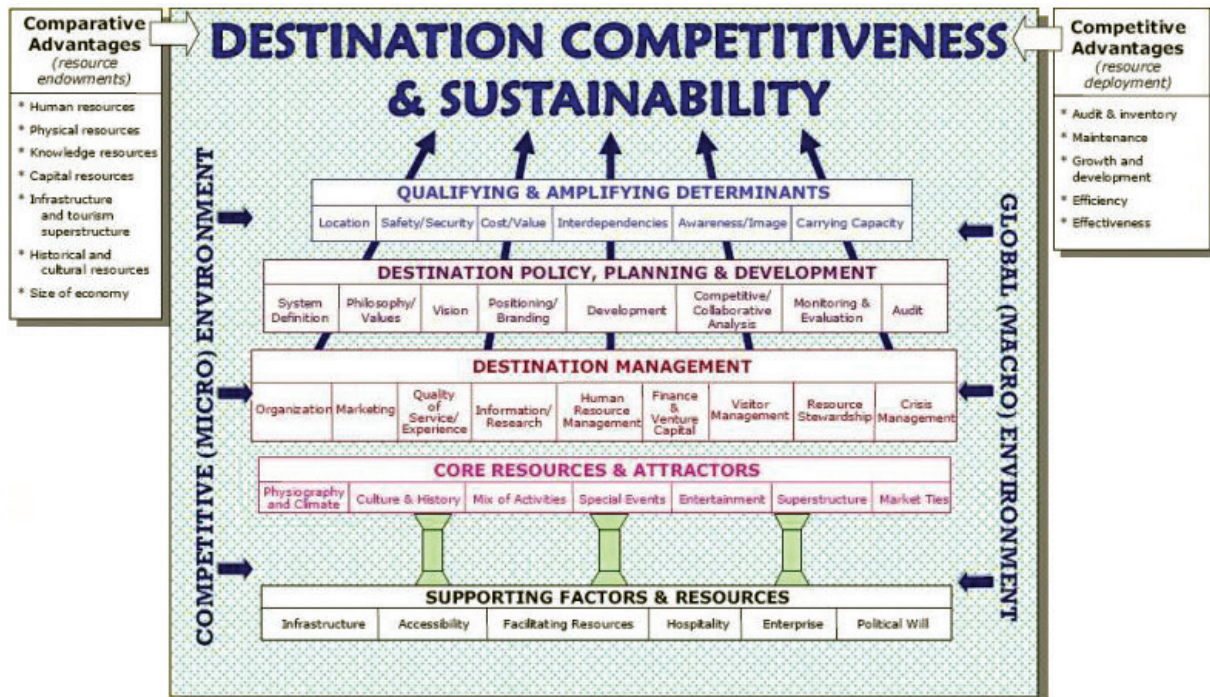 Comparative
Advantages
(resource
endowments)
* Human resources
* Physical resources
* Knowledge resources
* Capital resources
* Infrastructure
and tourism
superstructure
* Historical and
cultural resources
* Size of economy
DESTINATION COMPETITIVENESS
& SUSTAINABILITY
Competitive
Advantages
(resource
deployment)
* Audit & inventory
* Maintenance
* Growth and
development
* Efficiency
* Effectiveness
COMPETITIVE (MICRO) ENVIRONMENT
GLOBAL (MACRO) ENVIRONMENT
QUALIFYING & AMPLIFYING DETERMINANTS
Location
Safety/Security
Cost/Value
Interdependencies
Awareness/Image
Carrying Capacity
DESTINATION POLICY, PLANNING & DEVELOPMENT
System
Definition
Philosophy/
Values
Vision
Positioning/
Branding
Development
Competitive/
Collaborative
Analysis
Monitoring &
Evaluation
Audit
DESTINATION MANAGEMENT
Organization
Marketing
Quality
of
Service/
Experience
Information/
Research
Human
Resource
Management
Finance
&
Venture
Capital
Visitor
Management
Resource
Stewardship
Crisis
Management
CORE RESOURCES & ATTRACTORS
Physiography
and Climate
Culture & History
Mix of Activities
Special Events
Entertainment
Superstructure
Market Ties
SUPPORTING FACTORS & RESOURCES
Infrastructure
Accessibility
Facilitating Resources
Hospitality
Enterprise
Political Will